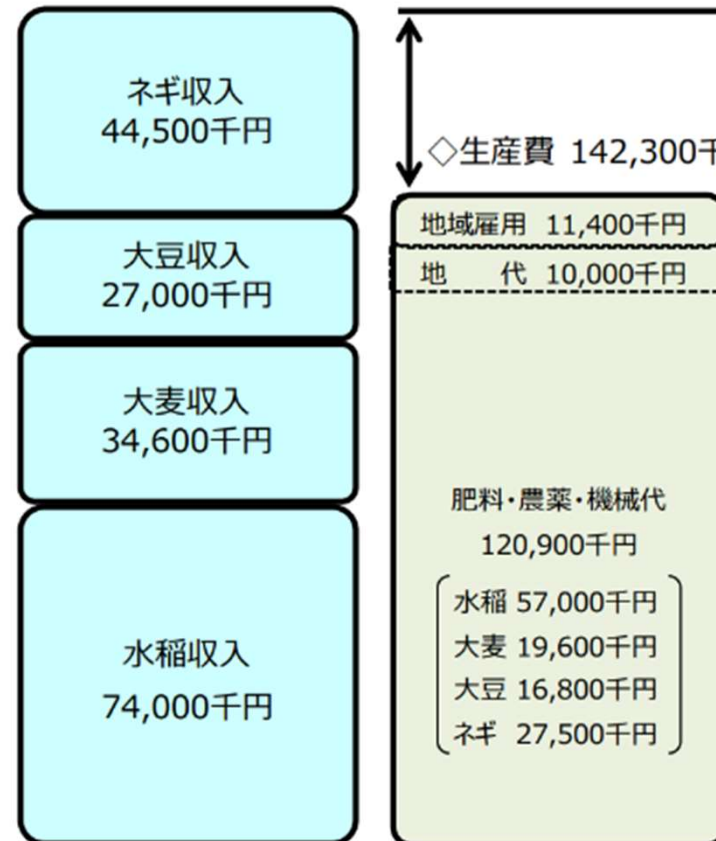 ネギ収入
44,500千円
大豆収入
27,000千円
大麦収入
34,600千円
水稲収入
74,000千円
◇生産費 142,300千
地域雇用 11,400千円
地　代 10,000千円
肥料・農薬・機械代
120,900千円
水稲 57,000千円
大麦 19,600千円
大豆 16,800千円
ネギ 27,500千円